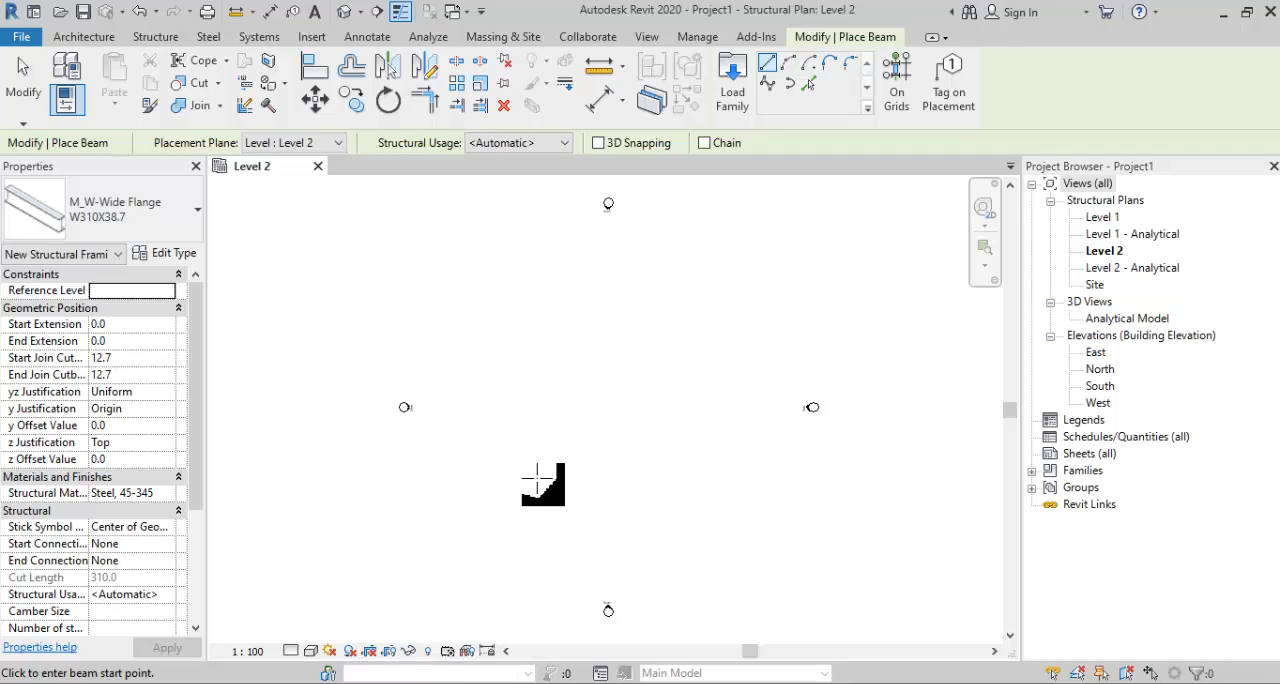 Autodesk Revit 2020 - Project1 - Structural Plan: Level 2
Sign In
File Architecture Structure Steel Systems Insert Annotate Analyze Massing & Site Collaborate View Manage Add-Ins Modify | Place Beam
Modify
Paste
Cope
Cut
Join
Load Family
On Grids
1
Tag on Placement
Modify | Place Beam Placement Plane: Level : Level 2 Structural Usage: <Automatic> 3D Snapping Chain
Properties
M_W-Wide Flange
W310X38.7
New Structural Frami Edit Type
Constraints
Reference Level
Geometric Position
Start Extension 0.0
End Extension 0.0
Start Join Cut... 12.7
End Join Cutb... 12.7
yz Justification Uniform
y Justification Origin
y Offset Value 0.0
z Justification Top
z Offset Value 0.0
Materials and Finishes
Structural Mat... Steel, 45-345
Structural
Stick Symbol ... Center of Geo...
Start Connecti... None
End Connection None
Cut Length 310.0
Structural Usa... <Automatic>
Camber Size
Number of st...
Properties help Apply
Level 2
2D
1 : 100
Project Browser - Project1
Views (all)
Structural Plans
Level 1
Level 1 - Analytical
Level 2
Level 2 - Analytical
Site
3D Views
Analytical Model
Elevations (Building Elevation)
East
North
South
West
Legends
Schedules/Quantities (all)
Sheets (all)
Families
Groups
Revit Links
Click to enter beam start point. :0 Main Model :0